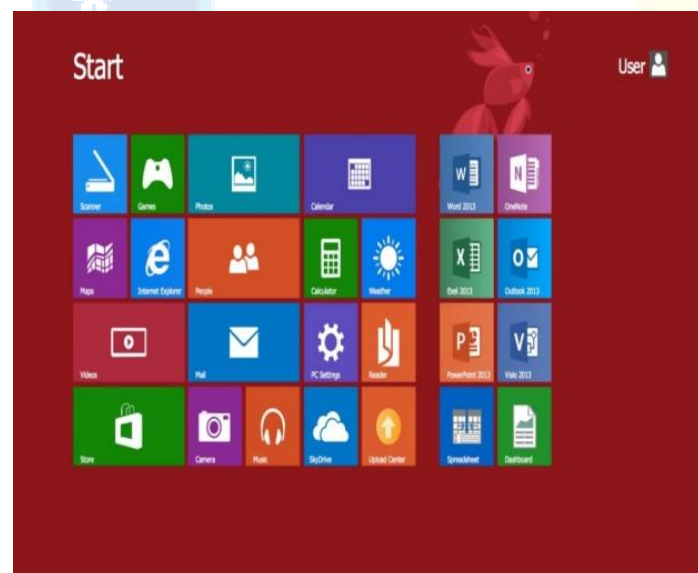 Start
User
Scanner Games Photos Calendar Word 2013 OneNote
Maps Internet Explorer People Calculator Weather Exel 2013 Outlook 2013
Videos Mail PC Settings Reader PowerPoint 2013 Visio 2013
Store Camera Music SkyDrive Upload Center Spreadsheet Dashboard